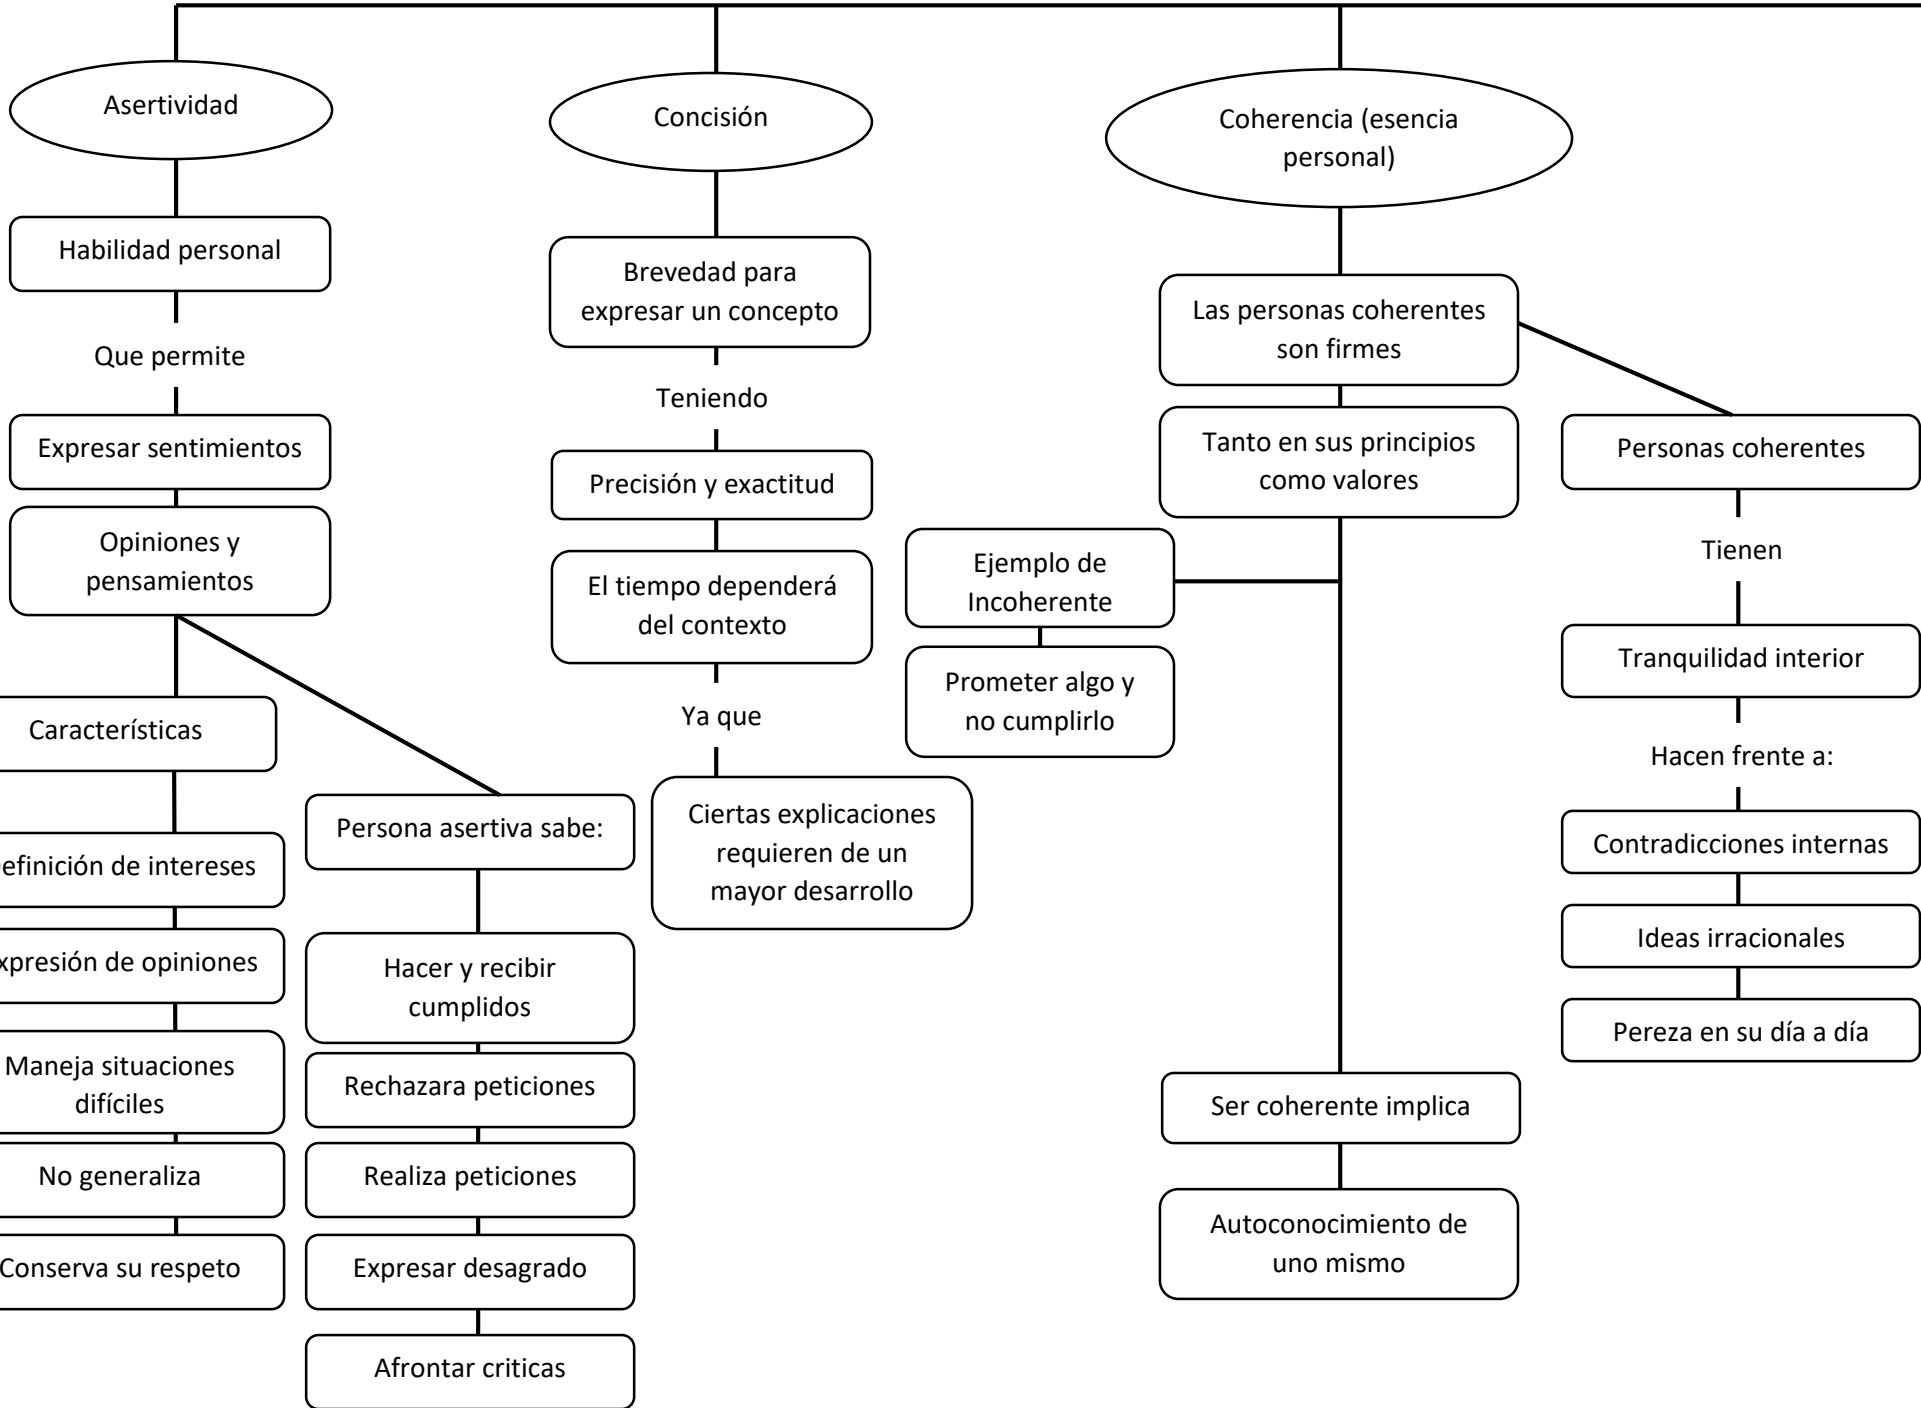 Asertividad
Habilidad personal
Que permite
Expresar sentimientos
Opiniones y
pensamientos
Características
efinición de intereses
xpresión de opiniones
Maneja situaciones
difíciles
No generaliza
Conserva su respeto
Persona asertiva sabe:
Hacer y recibir
cumplidos
Rechazara peticiones
Realiza peticiones
Expresar desagrado
Afrontar criticas
Concisión
Brevedad para
expresar un concepto
Teniendo
Precisión y exactitud
El tiempo dependerá
del contexto
Ya que
Ciertas explicaciones
requieren de un
mayor desarrollo
Coherencia (esencia
personal)
Las personas coherentes
son firmes
Tanto en sus principios
como valores
Ejemplo de
Incoherente
Prometer algo y
no cumplirlo
Ser coherente implica
Autoconocimiento de
uno mismo
Personas coherentes
Tienen
Tranquilidad interior
Hacen frente a:
Contradicciones internas
Ideas irracionales
Pereza en su día a día